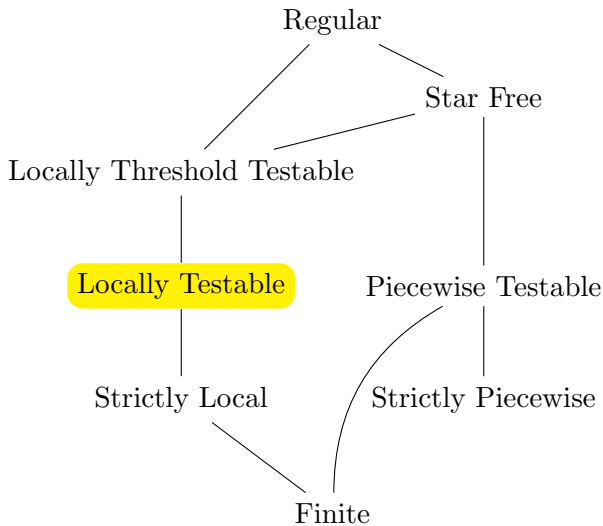 Regular
Star Free
Locally Threshold Testable
Locally Testable
Piecewise Testable
Strictly Local
Strictly Piecewise
Finite